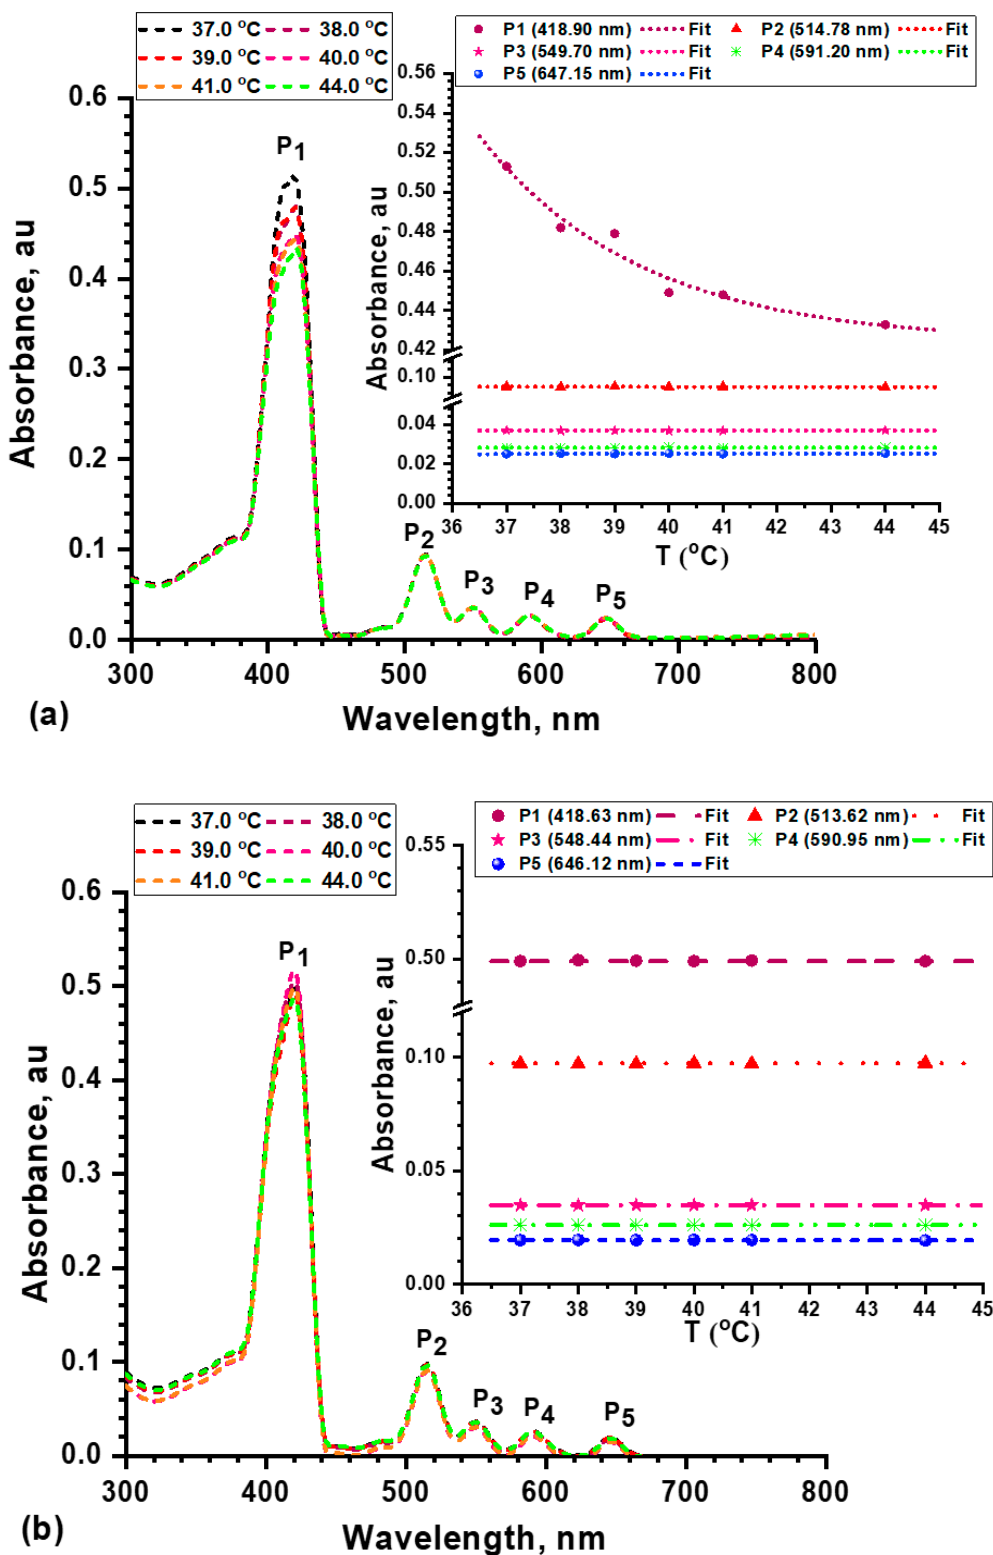 37.0 °C 38.0 °C
39.0 °C 40.0 °C
41.0 °C 44.0 °C
P1 (418.90 nm) Fit P2 (514.78 nm) Fit
P3 (549.70 nm) Fit P4 (591.20 nm) Fit
P5 (647.15 nm) Fit
0.56
0.54
0.52
0.50
0.48
0.46
0.44
0.42
0.10
0.04
0.02
0.00
Absorbance, au
36 37 38 39 40 41 42 43 44 45
T (°C)
0.6
0.5
0.4
0.3
0.2
0.1
0.0
Absorbance, au
P1
P2
P3
P4
P5
300 400 500 600 700 800
(a)
Wavelength, nm
37.0 °C 38.0 °C
39.0 °C 40.0 °C
41.0 °C 44.0 °C
P1 (418.63 nm) Fit P2 (513.62 nm) Fit
P3 (548.44 nm) Fit P4 (590.95 nm) Fit
P5 (646.12 nm) Fit
0.55
0.50
0.10
0.05
0.00
Absorbance, au
36 37 38 39 40 41 42 43 44 45
T (°C)
0.6
0.5
0.4
0.3
0.2
0.1
0.0
Absorbance, au
P1
P2
P3
P4
P5
300 400 500 600 700 800
(b)
Wavelength, nm